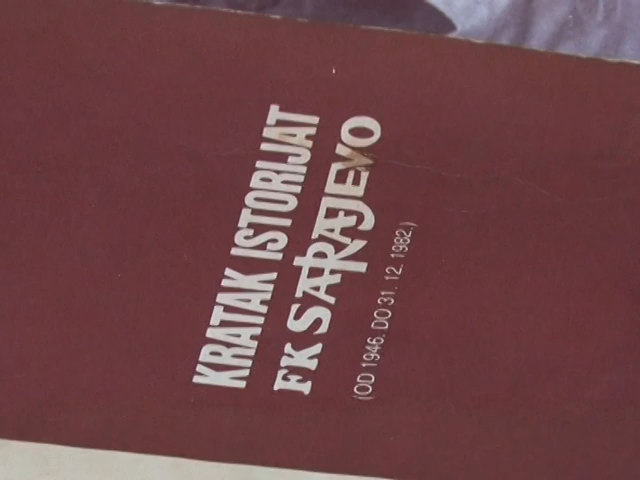 KRATAK ISTORIJAT
FK SARAJEVO
(OD 1946. DO 31. 12. 1982.)